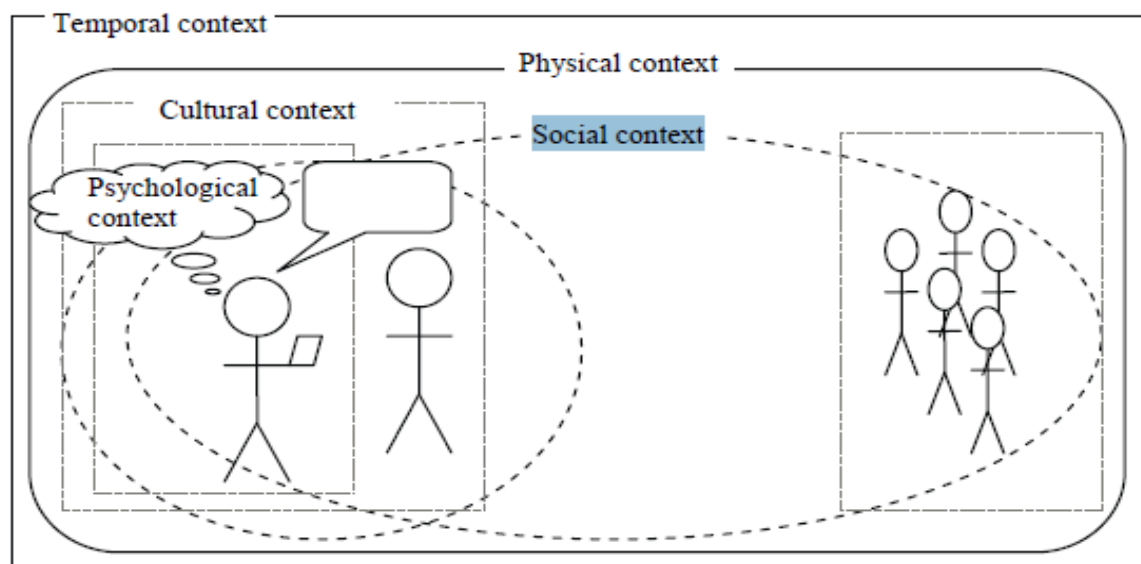 Temporal context
Physical context
Cultural context
Social context
Psychological
context